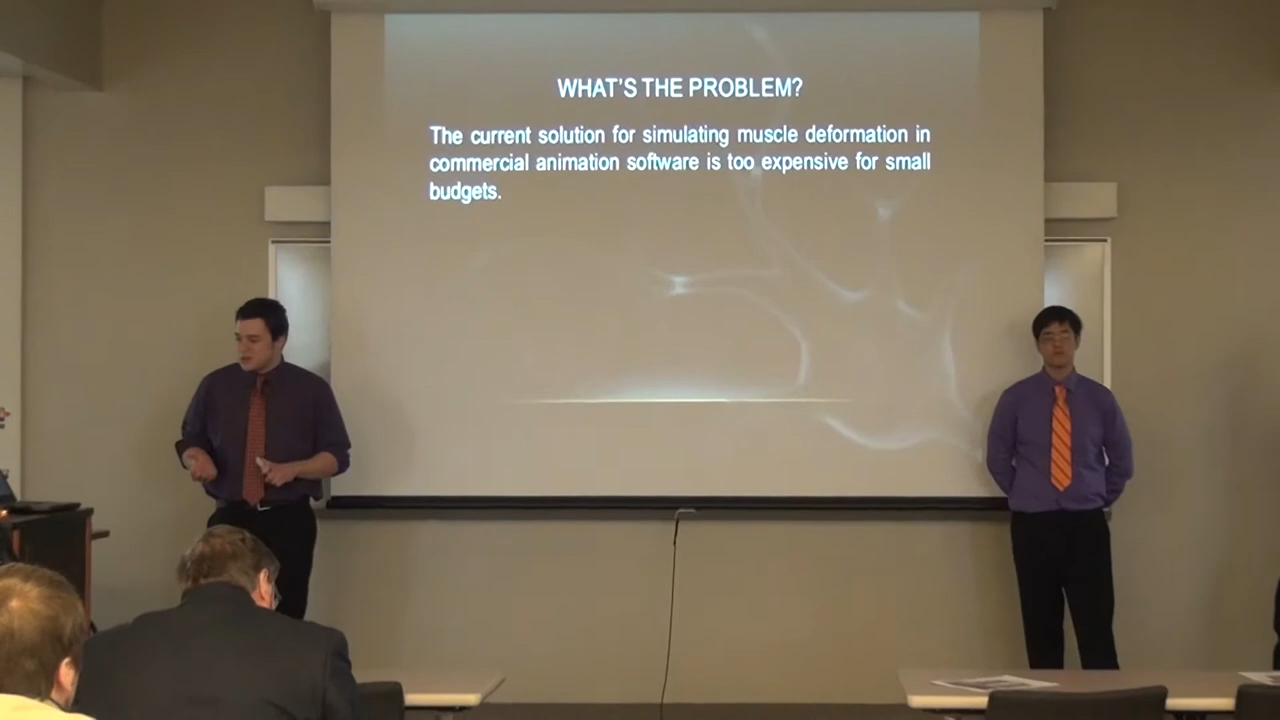 WHAT'S THE PROBLEM?
The current solution for simulating muscle deformation in
commercial animation software is too expensive for small
budgets.